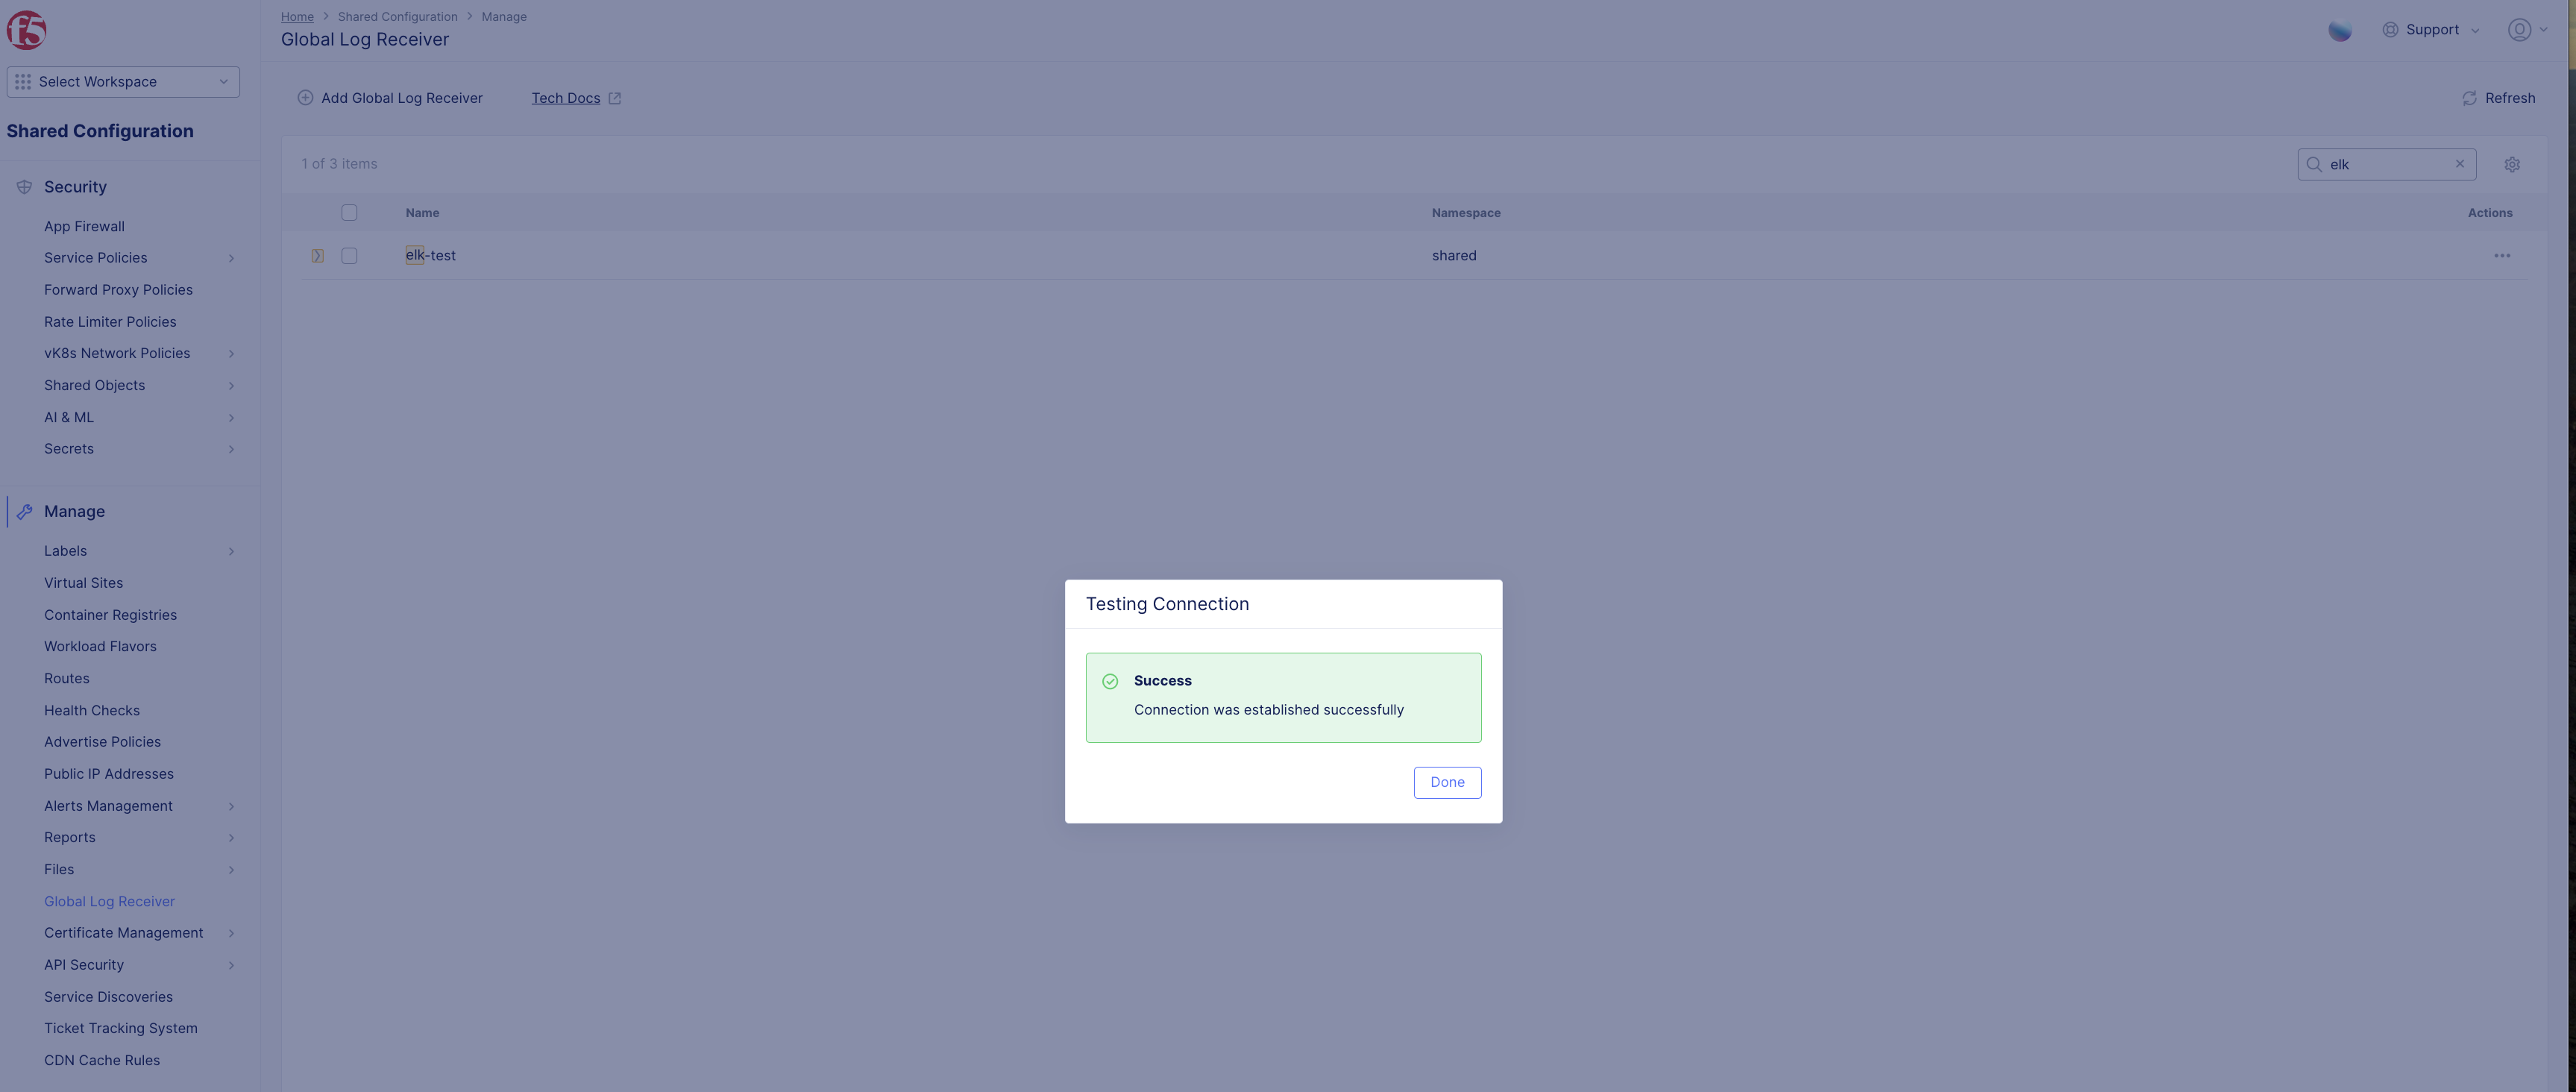 f5
Select Workspace
Shared Configuration
Security
App Firewall
Service Policies
Forward Proxy Policies
Rate Limiter Policies
vK8s Network Policies
Shared Objects
AI & ML
Secrets
Manage
Labels
Virtual Sites
Container Registries
Workload Flavors
Routes
Health Checks
Advertise Policies
Public IP Addresses
Alerts Management
Reports
Files
Global Log Receiver
Certificate Management
API Security
Service Discoveries
Ticket Tracking System
CDN Cache Rules
Home > Shared Configuration > Manage
Global Log Receiver
Support
Add Global Log Receiver Tech Docs Refresh
1 of 3 items elk
Name Namespace Actions
elk-test shared
Testing Connection
Success
Connection was established successfully
Done